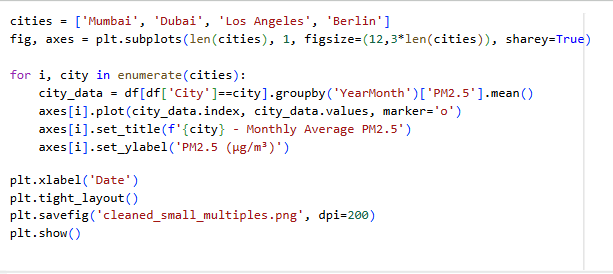 cities = ['Mumbai', 'Dubai', 'Los Angeles', 'Berlin']
fig, axes = plt.subplots(len(cities), 1, figsize=(12,3*len(cities)), sharey=True)

for i, city in enumerate(cities):
    city_data = df[df['City']==city].groupby('YearMonth')['PM2.5'].mean()
    axes[i].plot(city_data.index, city_data.values, marker='o')
    axes[i].set_title(f'{city} - Monthly Average PM2.5')
    axes[i].set_ylabel('PM2.5 (µg/m³)')

plt.xlabel('Date')
plt.tight_layout()
plt.savefig('cleaned_small_multiples.png', dpi=200)
plt.show()